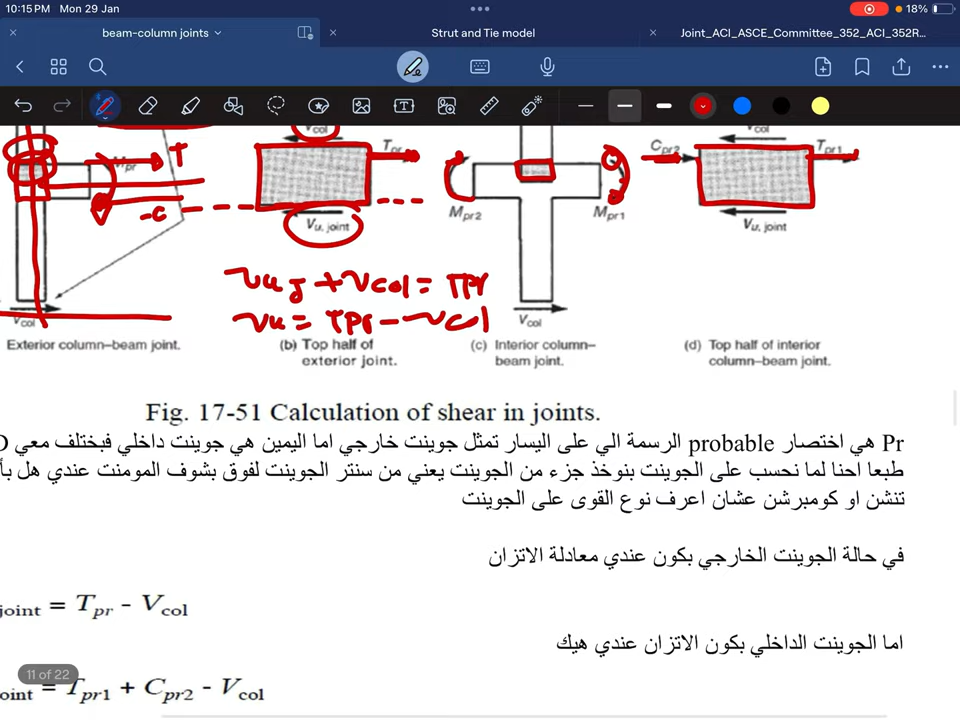 10:15 PM Mon 29 Jan
18%
beam-column joints
Strut and Tie model
Joint_ACI_ASCE_Committee_352_ACI_352R...
Vcol
Vcol
Tpr
Cpr2
Tpr1
Mpr
T
-C
Mpr2
Mpr1
Vu, joint
Vu, joint
Vu j + Vcol = Tpr
Vu = Tpr - Vcol
Vcol
Vcol
Exterior column–beam joint.
(b) Top half of
exterior joint.
(c) Interior column–
beam joint.
(d) Top half of interior
column–beam joint.
Fig. 17-51 Calculation of shear in joints.
Pr هي اختصار probable الرسمة الي على اليسار تمثل جوينت خارجي اما اليمين هي جوينت داخلي فبختلف معي
طبعا احنا لما نحسب على الجوينت بنوخذ جزء من الجوينت يعني من سنتر الجوينت لفوق بشوف المومنت عندي هل
تنشن او كومبرشن عشان اعرف نوع القوى على الجوينت
في حالة الجوينت الخارجي بكون عندي معادلة الاتزان
joint = Tpr - Vcol
اما الجوينت الداخلي بكون الاتزان عندي هيك
11 of 22
joint = Tpr1 + Cpr2 - Vcol